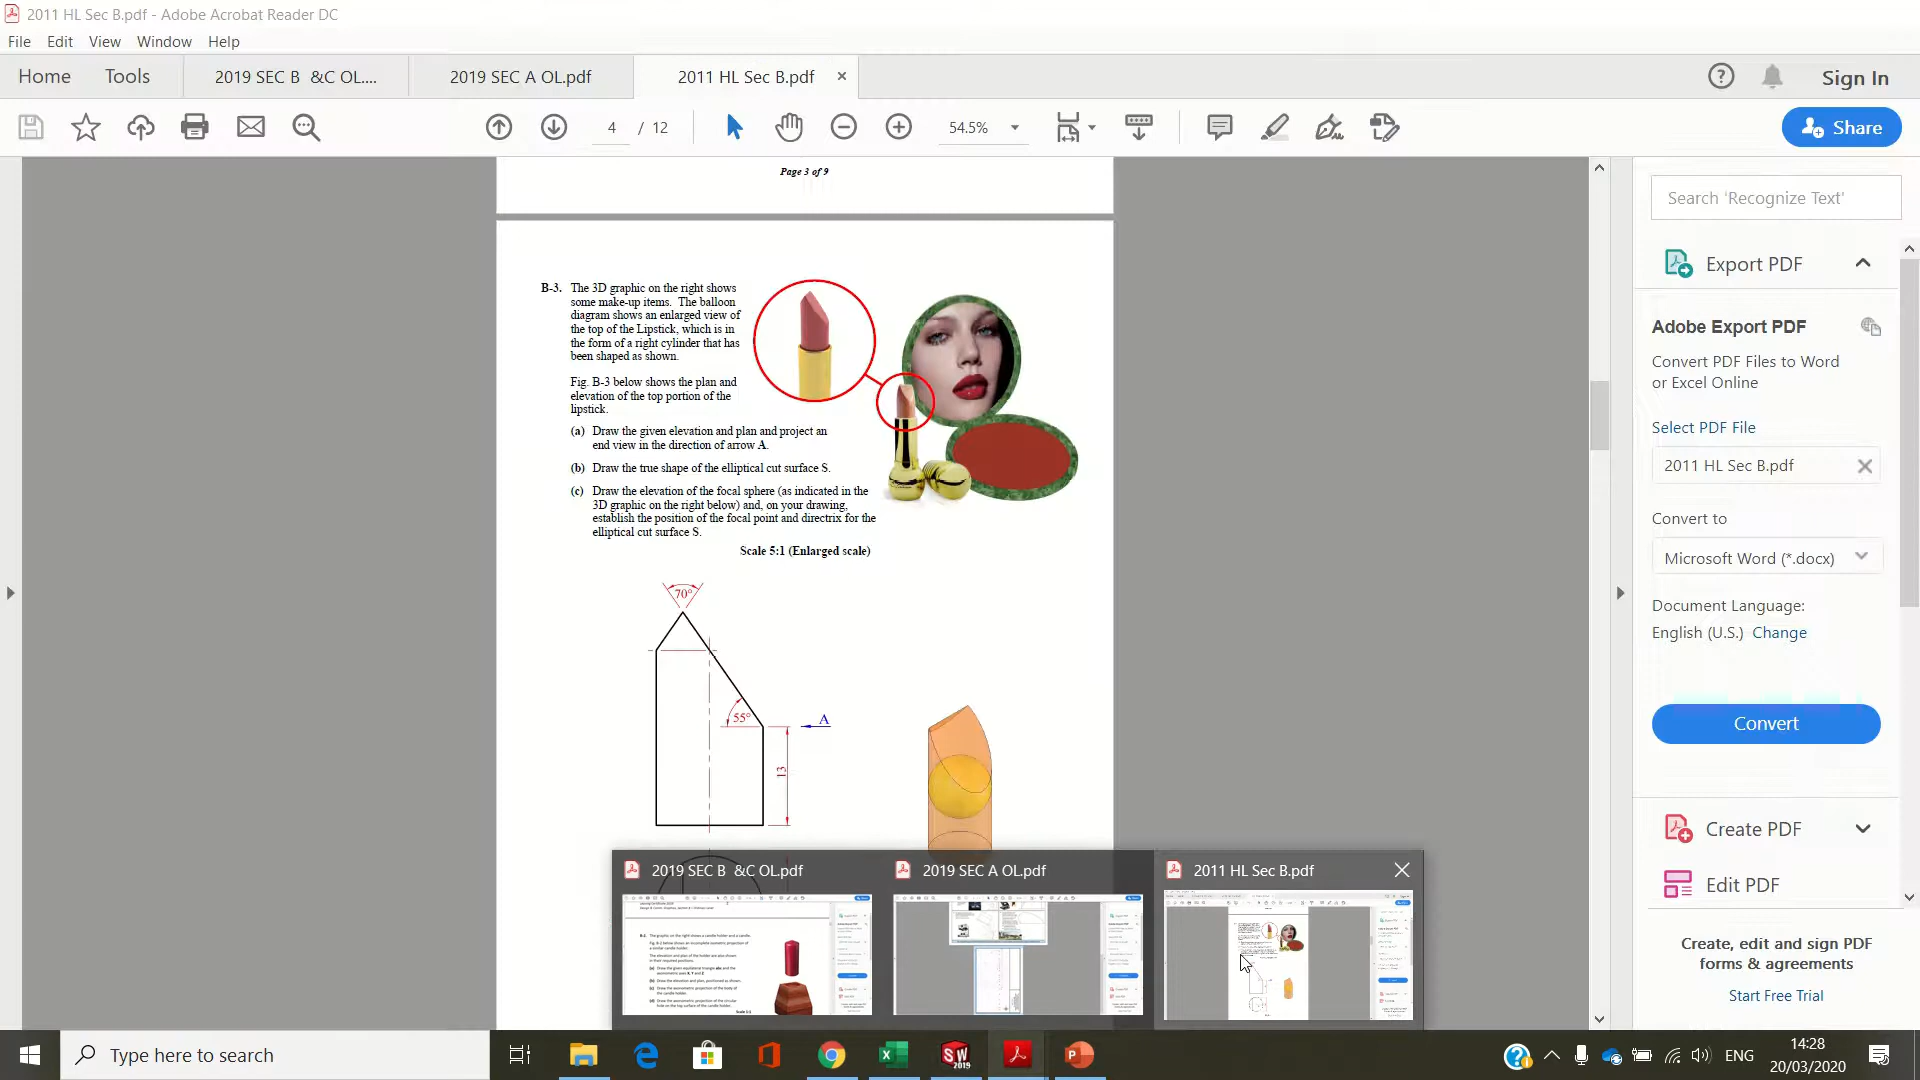 2011 HL Sec B.pdf - Adobe Acrobat Reader DC
File Edit View Window Help
Home Tools 2019 SEC B &C OL.... 2019 SEC A OL.pdf 2011 HL Sec B.pdf
Sign In
4 / 12 54.5%
Share
Page 3 of 9
B-3. The 3D graphic on the right shows
some make-up items. The balloon
diagram shows an enlarged view of
the top of the Lipstick, which is in
the form of a right cylinder that has
been shaped as shown.
Fig. B-3 below shows the plan and
elevation of the top portion of the
lipstick.
(a) Draw the given elevation and plan and project an
end view in the direction of arrow A.
(b) Draw the true shape of the elliptical cut surface S.
(c) Draw the elevation of the focal sphere (as indicated in the
3D graphic on the right below) and, on your drawing,
establish the position of the focal point and directrix for the
elliptical cut surface S.
Scale 5:1 (Enlarged scale)
70°
55°
A
13
Search 'Recognize Text'
Export PDF
Adobe Export PDF
Convert PDF Files to Word
or Excel Online
Select PDF File
2011 HL Sec B.pdf
Convert to
Microsoft Word (*.docx)
Document Language:
English (U.S.) Change
Convert
Create PDF
Edit PDF
Create, edit and sign PDF
forms & agreements
Start Free Trial
2019 SEC B &C OL.pdf
2019 SEC A OL.pdf
2011 HL Sec B.pdf
Type here to search
SW
2019
ENG
14:28
20/03/2020